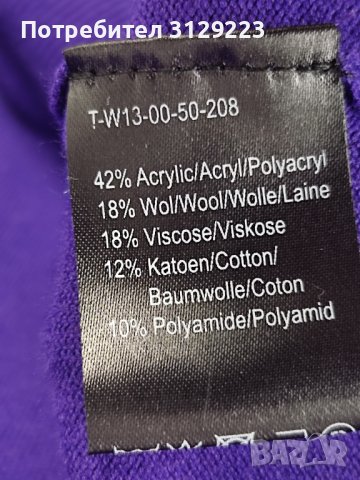 Потребител 3129223
T-W13-00-50-208
42% Acrylic/Acryl/Polyacryl
18% Wol/Wool/Wolle/Laine
18% Viscose/Viskose
12% Katoen/Cotton/
Baumwolle/Coton
10% Polyamide/Polyamid
bazar